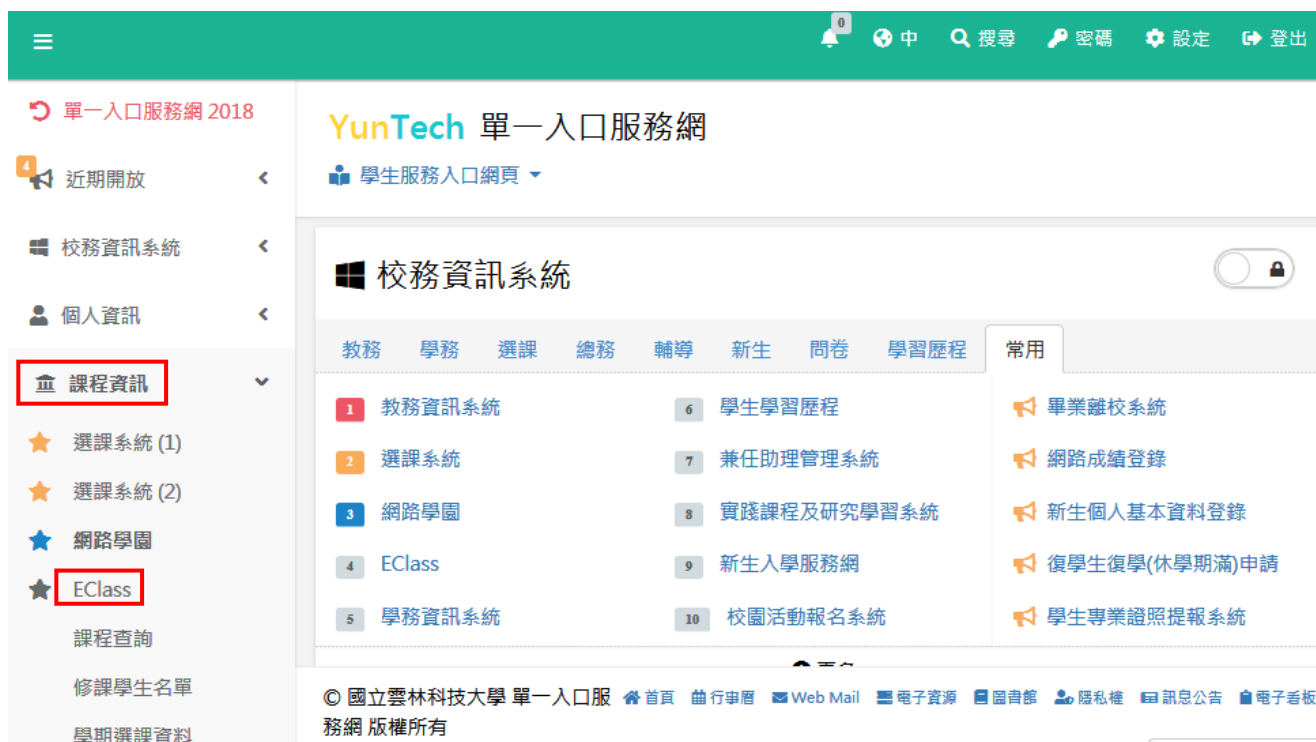 0
中
搜尋
密碼
設定
登出
單一入口服務網 2018
4
近期開放
校務資訊系統
個人資訊
課程資訊
選課系統 (1)
選課系統 (2)
網路學園
EClass
課程查詢
修課學生名單
學期選課資料
YunTech 單一入口服務網
學生服務入口網頁
校務資訊系統
教務 學務 選課 總務 輔導 新生 問卷 學習歷程 常用
1 教務資訊系統
2 選課系統
3 網路學園
4 EClass
5 學務資訊系統
6 學生學習歷程
7 兼任助理管理系統
8 實踐課程及研究學習系統
9 新生入學服務網
10 校園活動報名系統
畢業離校系統
網路成績登錄
新生個人基本資料登錄
復學生復學(休學期滿)申請
學生專業證照提報系統
© 國立雲林科技大學 單一入口服
務網 版權所有
首頁 行事曆 Web Mail 電子資源 圖書館 隱私權 訊息公告 電子看板